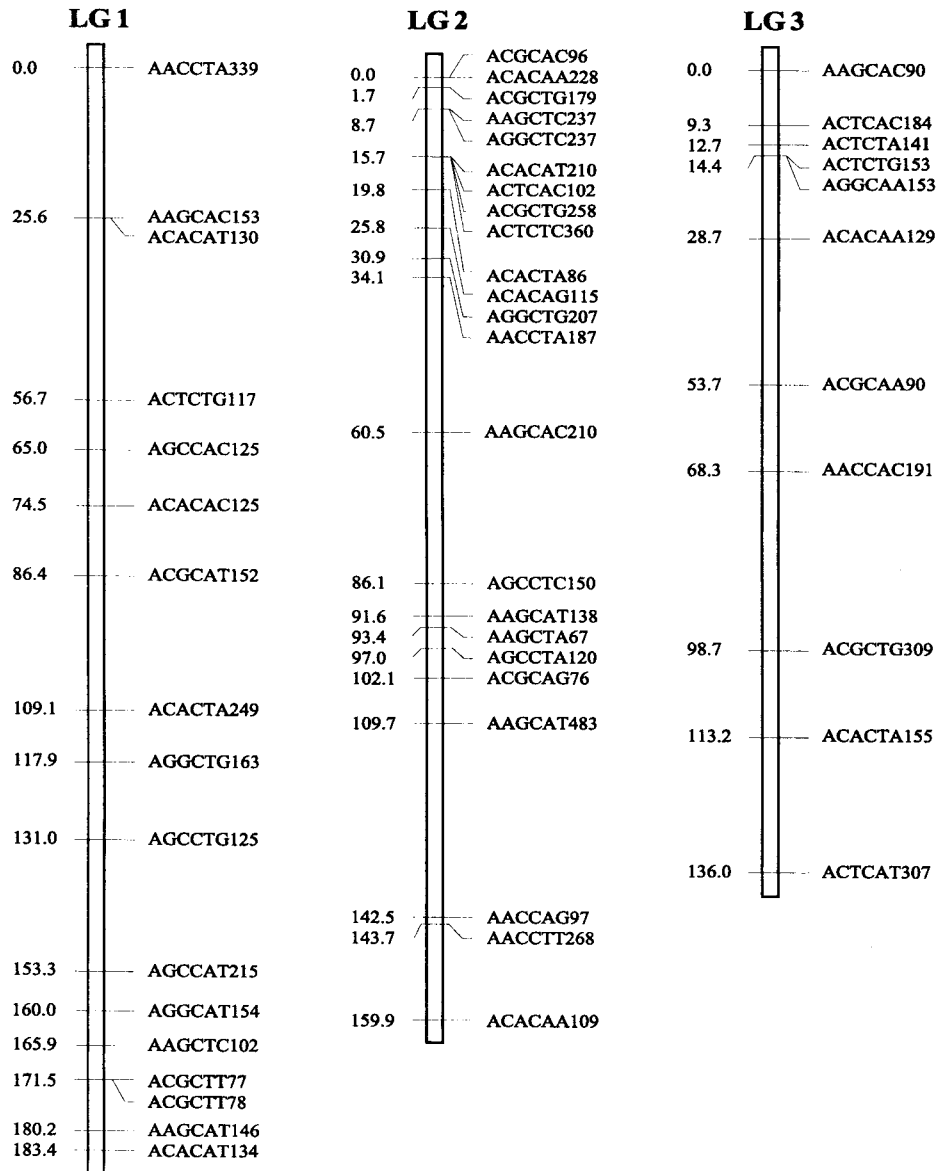 LG 1
0.0 AACCTA339
25.6 AAGCAC153
ACACAT130
56.7 ACTCTG117
65.0 AGCCAC125
74.5 ACACAC125
86.4 ACGCAT152
109.1 ACACTA249
117.9 AGGCTG163
131.0 AGCCTG125
153.3 AGCCAT215
160.0 AGGCAT154
165.9 AAGCTC102
171.5 ACGCTT77
ACGCTT78
180.2 AAGCAT146
183.4 ACACAT134
LG 2
ACGCAC96
0.0 ACACAA228
1.7 ACGCTG179
8.7 AAGCTC237
AGGCTC237
15.7 ACACAT210
ACTCAC102
ACGCTG258
ACTCTC360
19.8 ACACTA86
25.8 ACACAG115
30.9 AGGCTG207
34.1 AACCTA187
60.5 AAGCAC210
86.1 AGCCTC150
91.6 AAGCAT138
93.4 AAGCTA67
97.0 AGCCTA120
102.1 ACGCAG76
109.7 AAGCAT483
142.5 AACCAG97
143.7 AACCTT268
159.9 ACACAA109
LG 3
0.0 AAGCAC90
9.3 ACTCAC184
12.7 ACTCTA141
14.4 ACTCTG153
AGGCAA153
28.7 ACACAA129
53.7 ACGCAA90
68.3 AACCAC191
98.7 ACGCTG309
113.2 ACACTA155
136.0 ACTCAT307